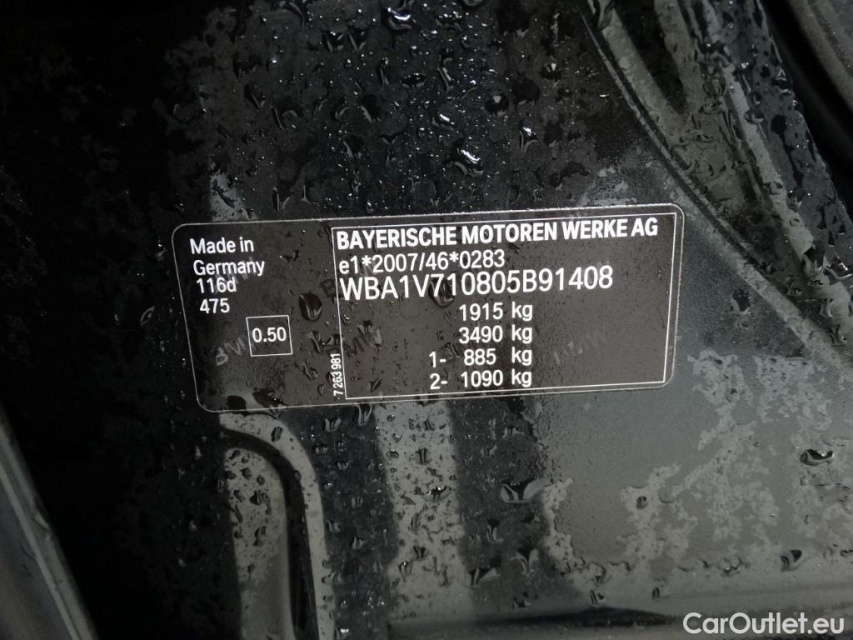 Made in
Germany
116d
475
0.50
7 263 981
BAYERISCHE MOTOREN WERKE AG
e1*2007/46*0283
WBA1V710805B91408
1915 kg
3490 kg
1- 885 kg
2- 1090 kg
CarOutlet.eu